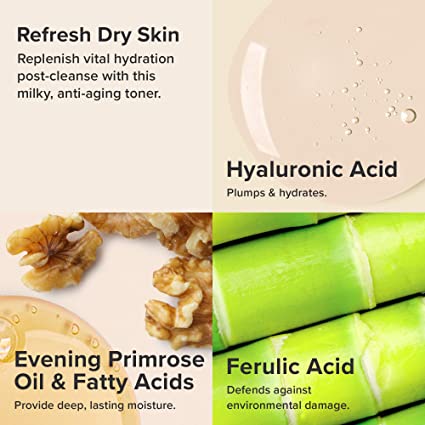 Refresh Dry Skin
Replenish vital hydration
post-cleanse with this
milky, anti-aging toner.
Hyaluronic Acid
Plumps & hydrates.
Evening Primrose
Oil & Fatty Acids
Provide deep, lasting moisture.
Ferulic Acid
Defends against
environmental damage.